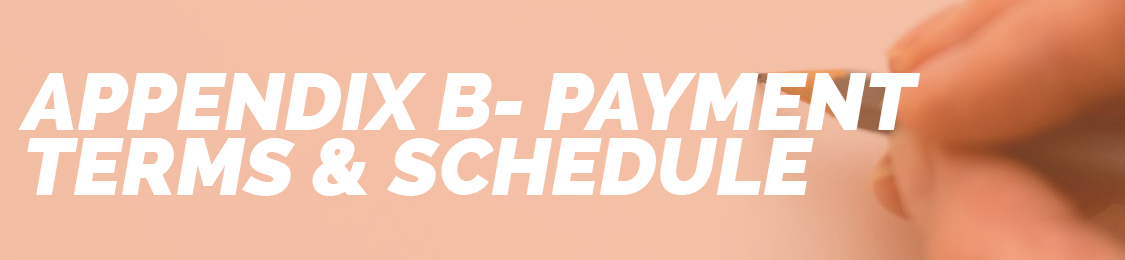 APPENDIX B- PAYMENT
TERMS & SCHEDULE